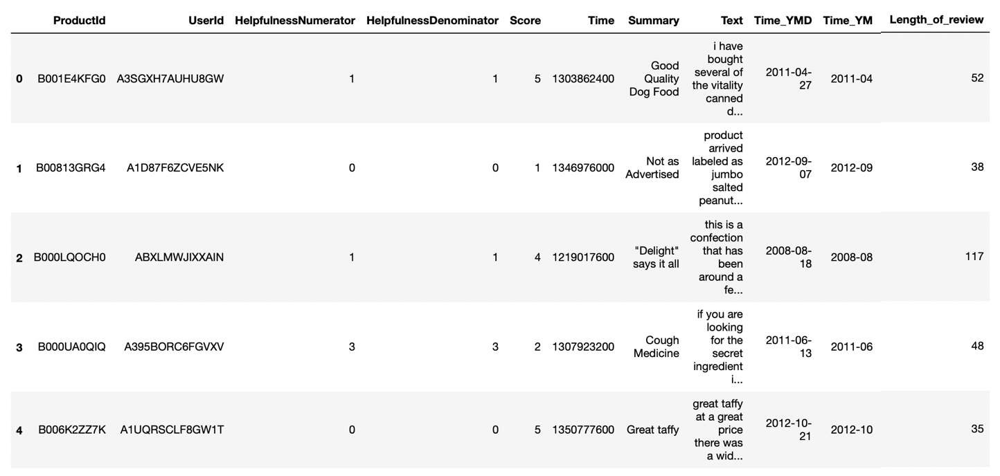 ProductId UserId HelpfulnessNumerator HelpfulnessDenominator Score Time Summary Text Time_YMD Time_YM Length_of_review
0 B001E4KFG0 A3SGXH7AUHU8GW 1 1 5 1303862400
Good
Quality
Dog Food
i have
bought
several of
the vitality
canned
d...
2011-04-
27
2011-04
52
1 B00813GRG4 A1D87F6ZCVE5NK 0 0 1 1346976000
Not as
Advertised
product
arrived
labeled as
jumbo
salted
peanut...
2012-09-
07
2012-09
38
2 B000LQOCH0 ABXLMWJIXXAIN 1 1 4 1219017600
"Delight"
says it all
this is a
confection
that has
been
around a
fe...
2008-08-
18
2008-08
117
3 B000UA0QIQ A395BORC6FGVXV 3 3 2 1307923200
Cough
Medicine
if you are
looking
for the
secret
ingredient
i...
2011-06-
13
2011-06
48
4 B006K2ZZ7K A1UQRSCLF8GW1T 0 0 5 1350777600
Great taffy
great taffy
at a great
price
there was
a wid...
2012-10-
21
2012-10
35